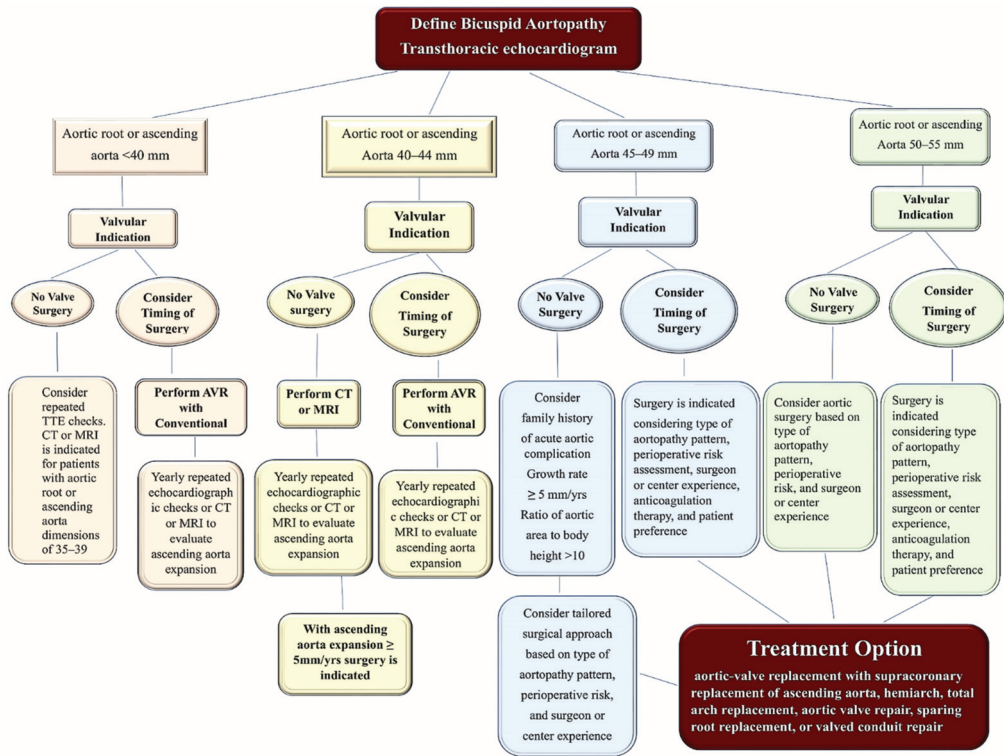 Define Bicuspid Aortopathy
Transthoracic echocardiogram
Aortic root or ascending
aorta <40 mm
Aortic root or ascending
Aorta 40–44 mm
Aortic root or ascending
Aorta 45–49 mm
Aortic root or ascending
Aorta 50–55 mm
Valvular
Indication
Valvular
Indication
Valvular
Indication
Valvular
Indication
No Valve
Surgery
Consider
Timing of
Surgery
No Valve
surgery
Consider
Timing of
Surgery
No Valve
Surgery
Consider
Timing of
Surgery
No Valve
Surgery
Consider
Timing of
Surgery
Consider
repeated
TTE checks.
CT or MRI
is indicated
for patients
with aortic
root or
ascending
aorta
dimensions
of 35–39
Perform AVR
with
Conventional
Yearly repeated
echocardiograph
ic checks or CT
or MRI to
evaluate
ascending aorta
expansion
Perform CT
or MRI
Yearly repeated
echocardiographic
checks or CT or
MRI to evaluate
ascending aorta
expansion
With ascending
aorta expansion ≥
5mm/yrs surgery is
indicated
Perform AVR
with
Conventional
Yearly repeated
echocardiographi
c checks or CT or
MRI to evaluate
ascending aorta
expansion
Consider
family history
of acute aortic
complication
Growth rate
≥ 5 mm/yrs
Ratio of aortic
area to body
height >10
Consider tailored
surgical approach
based on type of
aortopathy pattern,
perioperative risk,
and surgeon or
center experience
Surgery is indicated
considering type of
aortopathy pattern,
perioperative risk
assessment, surgeon
or center experience,
anticoagulation
therapy, and patient
preference
Consider aortic
surgery based on
type of
aortopathy
pattern,
perioperative
risk, and surgeon
or center
experience
Surgery is
indicated
considering type
of aortopathy
pattern,
perioperative risk
assessment,
surgeon or center
experience,
anticoagulation
therapy, and
patient preference
Treatment Option
aortic-valve replacement with supracoronary
replacement of ascending aorta, hemiarch, total
arch replacement, aortic valve repair, sparing
root replacement, or valved conduit repair